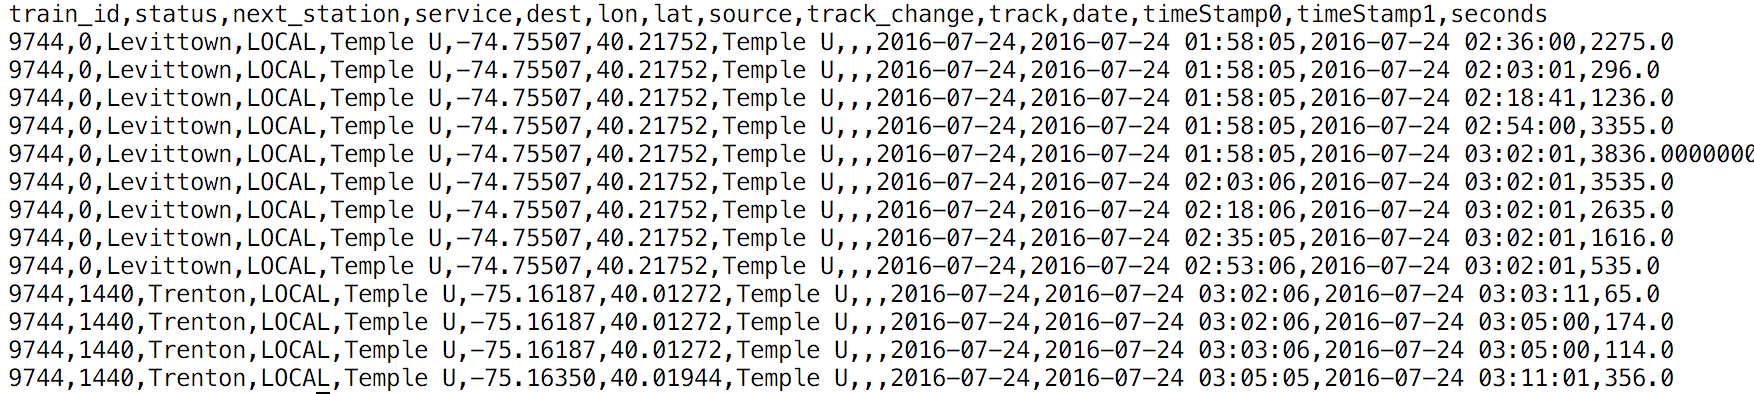 train_id,status,next_station,service,dest,lon,lat,source,track_change,track,date,timeStamp0,timeStamp1,seconds
9744,0,Levittown,LOCAL,Temple U,-74.75507,40.21752,Temple U,,,2016-07-24,2016-07-24 01:58:05,2016-07-24 02:36:00,2275.0
9744,0,Levittown,LOCAL,Temple U,-74.75507,40.21752,Temple U,,,2016-07-24,2016-07-24 01:58:05,2016-07-24 02:03:01,296.0
9744,0,Levittown,LOCAL,Temple U,-74.75507,40.21752,Temple U,,,2016-07-24,2016-07-24 01:58:05,2016-07-24 02:18:41,1236.0
9744,0,Levittown,LOCAL,Temple U,-74.75507,40.21752,Temple U,,,2016-07-24,2016-07-24 01:58:05,2016-07-24 02:54:00,3355.0
9744,0,Levittown,LOCAL,Temple U,-74.75507,40.21752,Temple U,,,2016-07-24,2016-07-24 01:58:05,2016-07-24 03:02:01,3836.0000000
9744,0,Levittown,LOCAL,Temple U,-74.75507,40.21752,Temple U,,,2016-07-24,2016-07-24 02:03:06,2016-07-24 03:02:01,3535.0
9744,0,Levittown,LOCAL,Temple U,-74.75507,40.21752,Temple U,,,2016-07-24,2016-07-24 02:18:06,2016-07-24 03:02:01,2635.0
9744,0,Levittown,LOCAL,Temple U,-74.75507,40.21752,Temple U,,,2016-07-24,2016-07-24 02:35:05,2016-07-24 03:02:01,1616.0
9744,0,Levittown,LOCAL,Temple U,-74.75507,40.21752,Temple U,,,2016-07-24,2016-07-24 02:53:06,2016-07-24 03:02:01,535.0
9744,1440,Trenton,LOCAL,Temple U,-75.16187,40.01272,Temple U,,,2016-07-24,2016-07-24 03:02:06,2016-07-24 03:03:11,65.0
9744,1440,Trenton,LOCAL,Temple U,-75.16187,40.01272,Temple U,,,2016-07-24,2016-07-24 03:02:06,2016-07-24 03:05:00,174.0
9744,1440,Trenton,LOCAL,Temple U,-75.16187,40.01272,Temple U,,,2016-07-24,2016-07-24 03:03:06,2016-07-24 03:05:00,114.0
9744,1440,Trenton,LOCAL,Temple U,-75.16350,40.01944,Temple U,,,2016-07-24,2016-07-24 03:05:05,2016-07-24 03:11:01,356.0